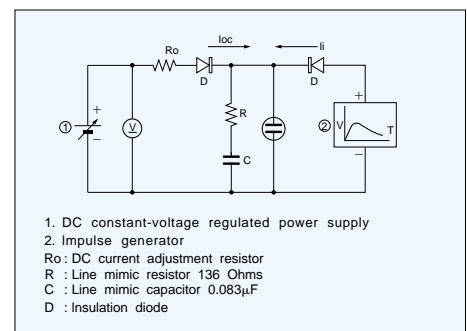 Ioc
Ii
Ro
D
D
R
C
+
−
①
V
+
−
②
V
T
1. DC constant-voltage regulated power supply
2. Impulse generator
Ro : DC current adjustment resistor
R : Line mimic resistor 136 Ohms
C : Line mimic capacitor 0.083µF
D : Insulation diode